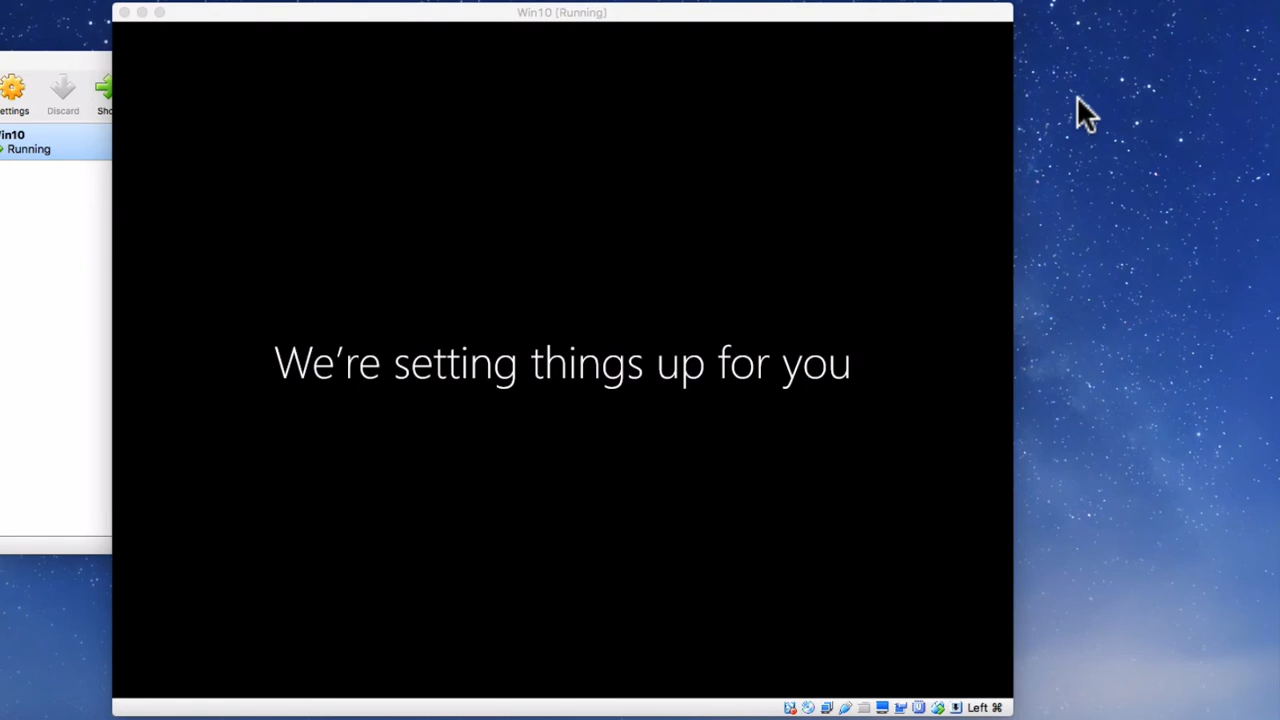 Win10 [Running]
ettings Discard Sho
in10
Running
We're setting things up for you
Left ⌘